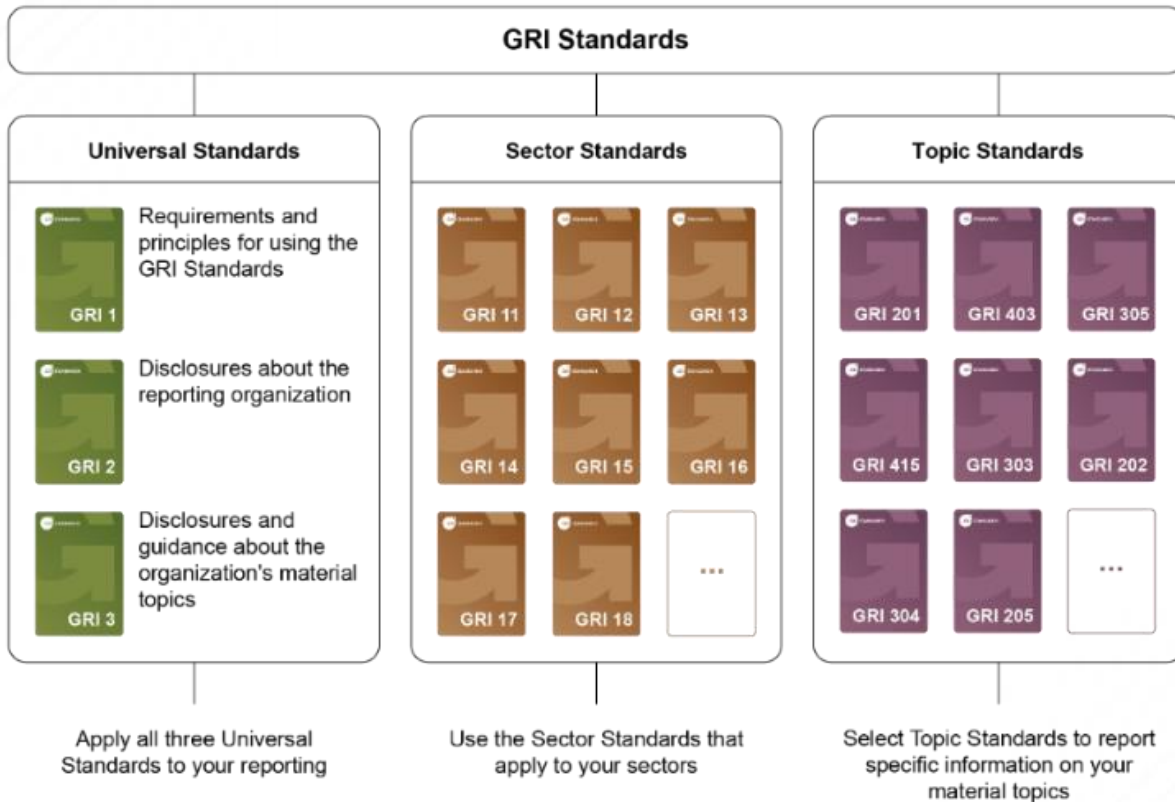 GRI Standards
Universal Standards
GRI 1
Requirements and
principles for using the
GRI Standards
GRI 2
Disclosures about the
reporting organization
GRI 3
Disclosures and
guidance about the
organization's material
topics
Apply all three Universal
Standards to your reporting
Sector Standards
GRI 11 GRI 12 GRI 13
GRI 14 GRI 15 GRI 16
GRI 17 GRI 18 ...
Use the Sector Standards that
apply to your sectors
Topic Standards
GRI 201 GRI 403 GRI 305
GRI 415 GRI 303 GRI 202
GRI 304 GRI 205 ...
Select Topic Standards to report
specific information on your
material topics